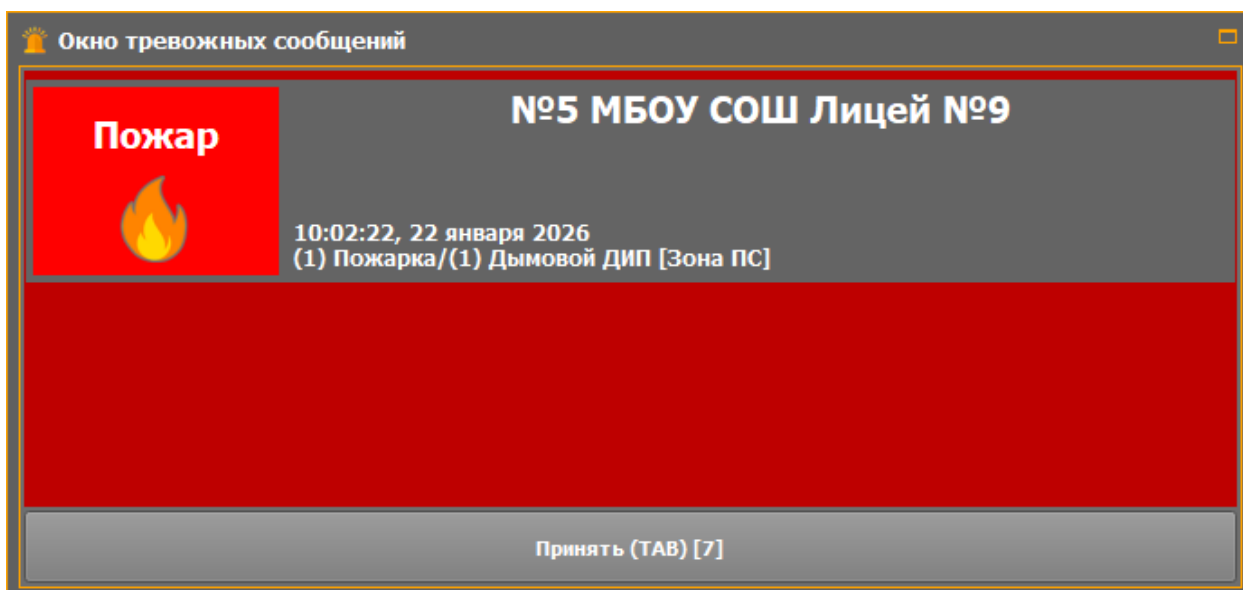 Окно тревожных сообщений
Пожар
№5 МБОУ СОШ Лицей №9
10:02:22, 22 января 2026
(1) Пожарка/(1) Дымовой ДИП [Зона ПС]
Принять (TAB) [7]